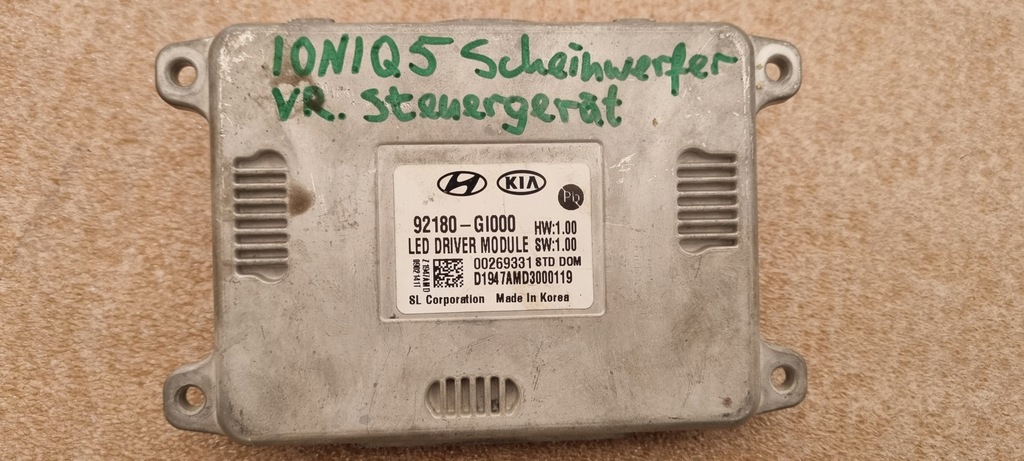 IONIQ5 Scheinwerfer
VR. Steuergerät
KIA
Pb
92180-GI000 HW:1.00
LED DRIVER MODULE SW:1.00
00269331 STD DOM
D1947AMD3000119
SL Corporation Made In Korea